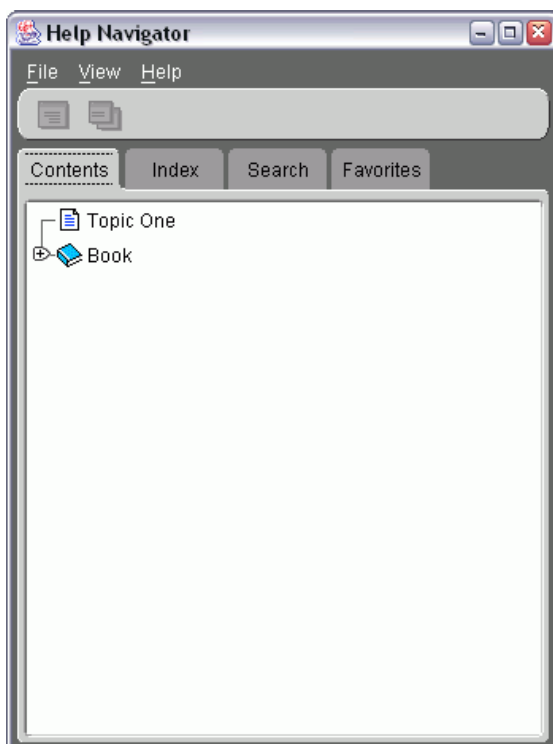 Help Navigator
File View Help
Contents Index Search Favorites
Topic One
Book